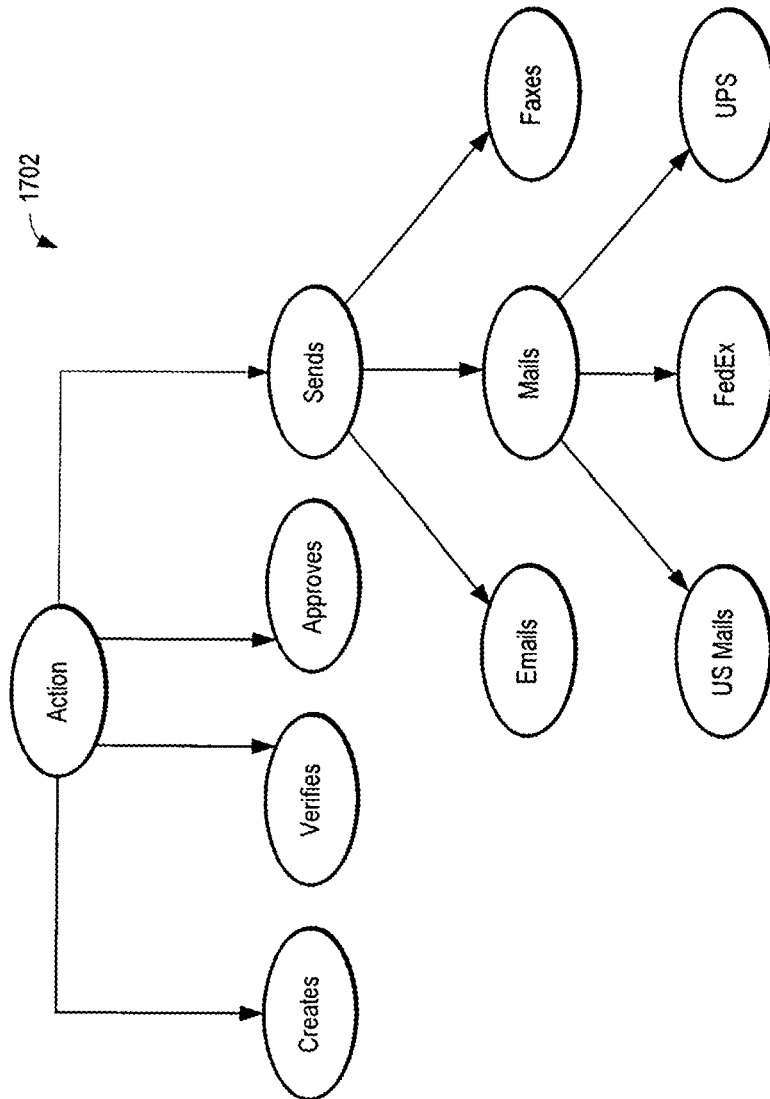 1702
Action
Creates
Verifies
Approves
Sends
Emails
Mails
Faxes
US Mails
FedEx
UPS